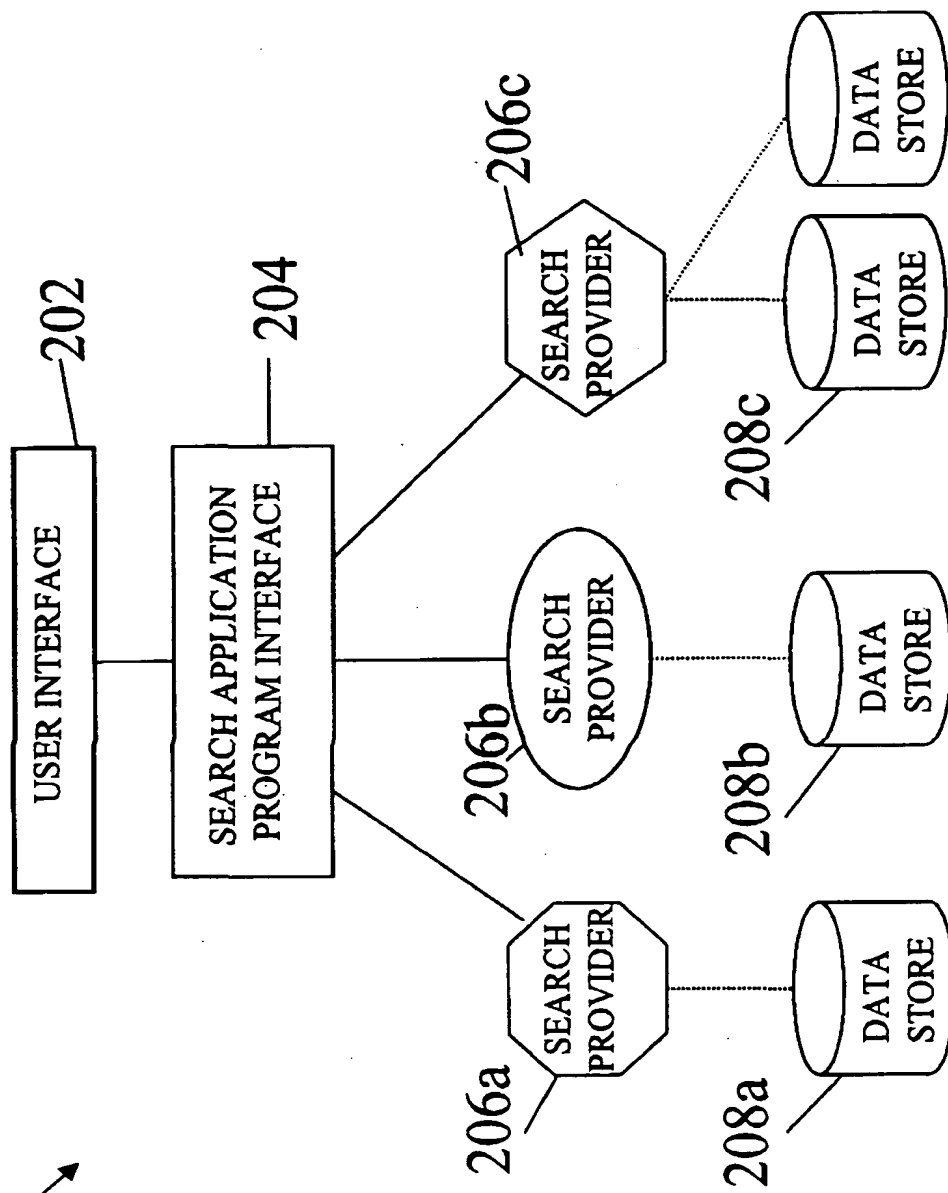 USER INTERFACE
202
SEARCH APPLICATION
PROGRAM INTERFACE
204
SEARCH
PROVIDER
206a
SEARCH
PROVIDER
206b
SEARCH
PROVIDER
206c
DATA
STORE
208a
DATA
STORE
208b
DATA
STORE
208c
DATA
STORE